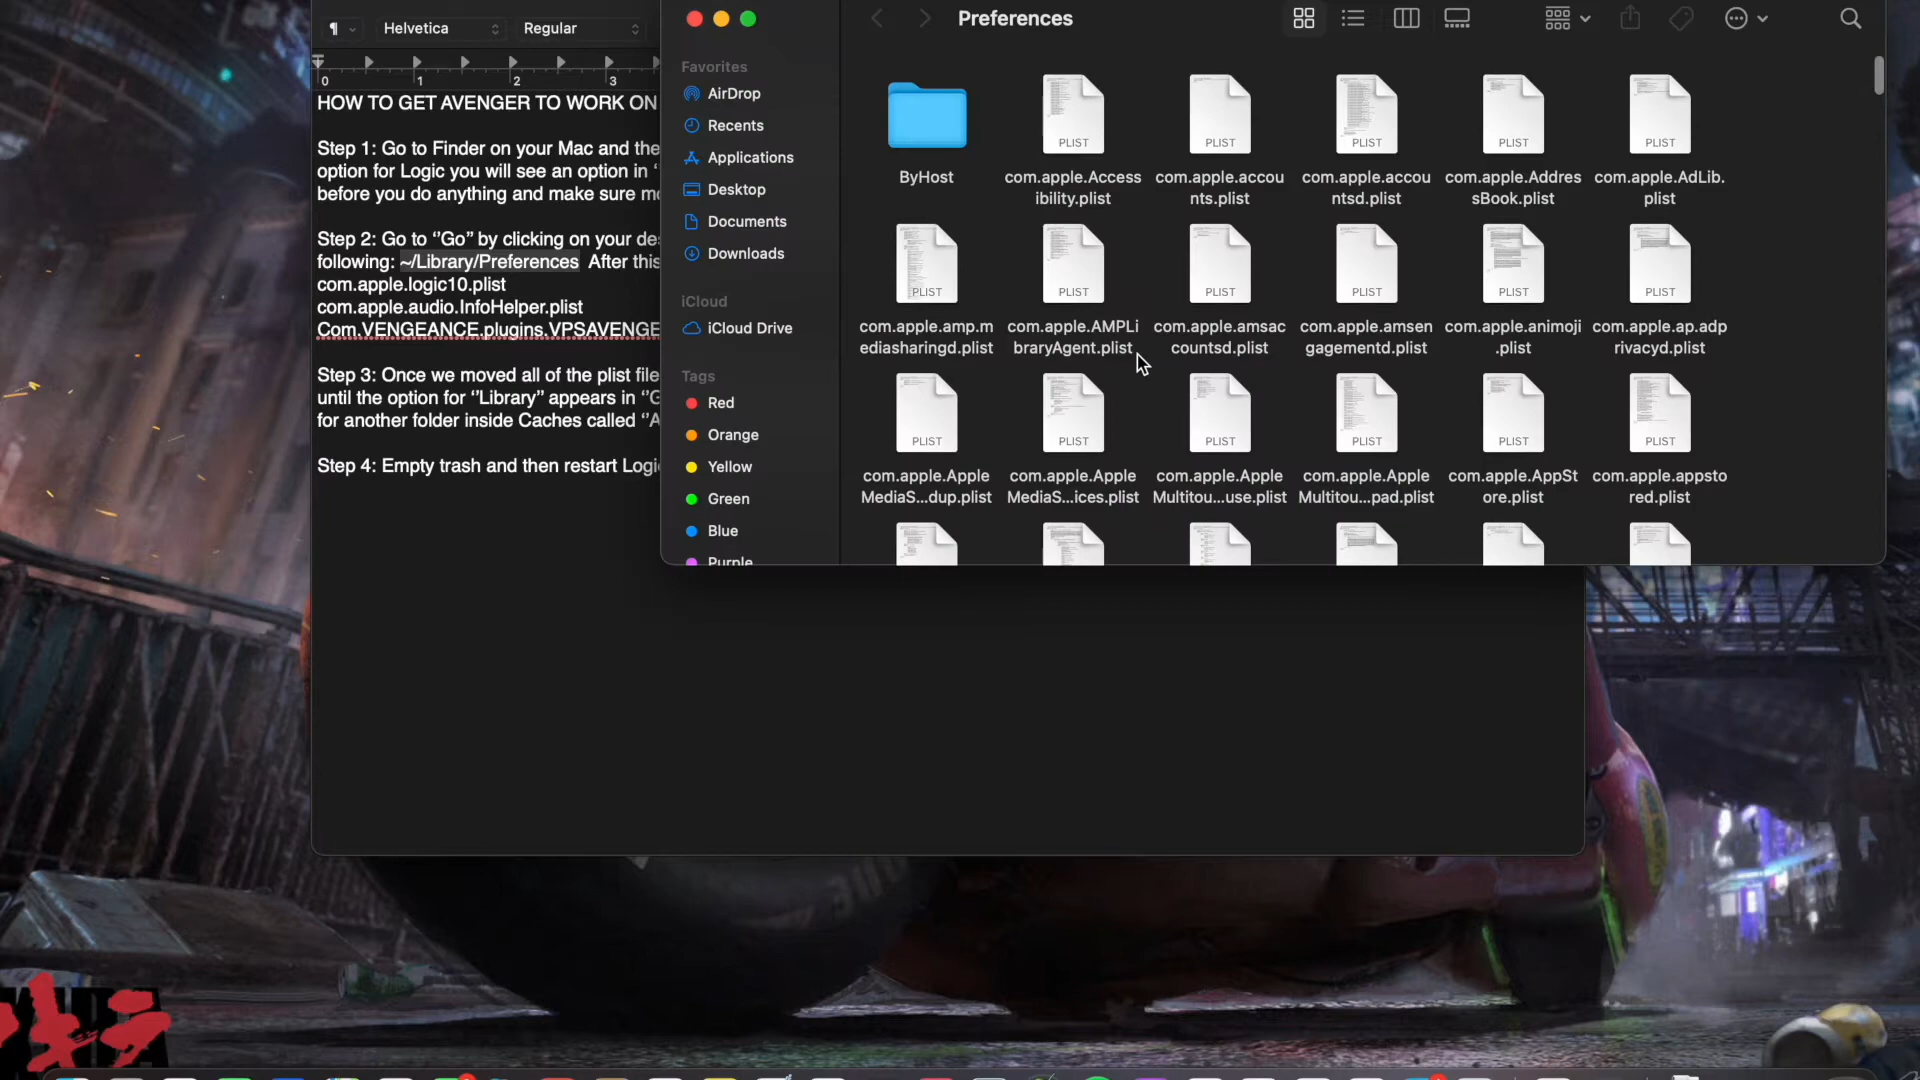 ¶
Helvetica
Regular
0
1
2
3
HOW TO GET AVENGER TO WORK ON
Step 1: Go to Finder on your Mac and the
option for Logic you will see an option in
before you do anything and make sure
Step 2: Go to “Go” by clicking on your
following: ~/Library/Preferences After this
com.apple.logic10.plist
com.apple.audio.InfoHelper.plist
Com.VENGEANCE.plugins.VPSAVENGE
Step 3: Once we moved all of the plist file
until the option for “Library” appears in
for another folder inside Caches called
Step 4: Empty trash and then restart
Preferences
Favorites
AirDrop
Recents
Applications
Desktop
Documents
Downloads
iCloud
iCloud Drive
Tags
Red
Orange
Yellow
Green
Blue
Purple
PLIST PLIST PLIST PLIST PLIST
ByHost
com.apple.Access
ibility.plist
com.apple.accou
nts.plist
com.apple.accou
ntsd.plist
com.apple.Addres
sBook.plist
com.apple.AdLib.
plist
PLIST PLIST PLIST PLIST PLIST PLIST
com.apple.amp.m
ediasharingd.plist
com.apple.AMPLi
braryAgent.plist
com.apple.amsac
countsd.plist
com.apple.amsen
gagementd.plist
com.apple.animoji
.plist
com.apple.ap.adp
rivacyd.plist
PLIST PLIST PLIST PLIST PLIST PLIST
com.apple.Apple
MediaS...dup.plist
com.apple.Apple
MediaS...ices.plist
com.apple.Apple
Multitou...use.plist
com.apple.Apple
Multitou...pad.plist
com.apple.AppSt
ore.plist
com.apple.appsto
red.plist